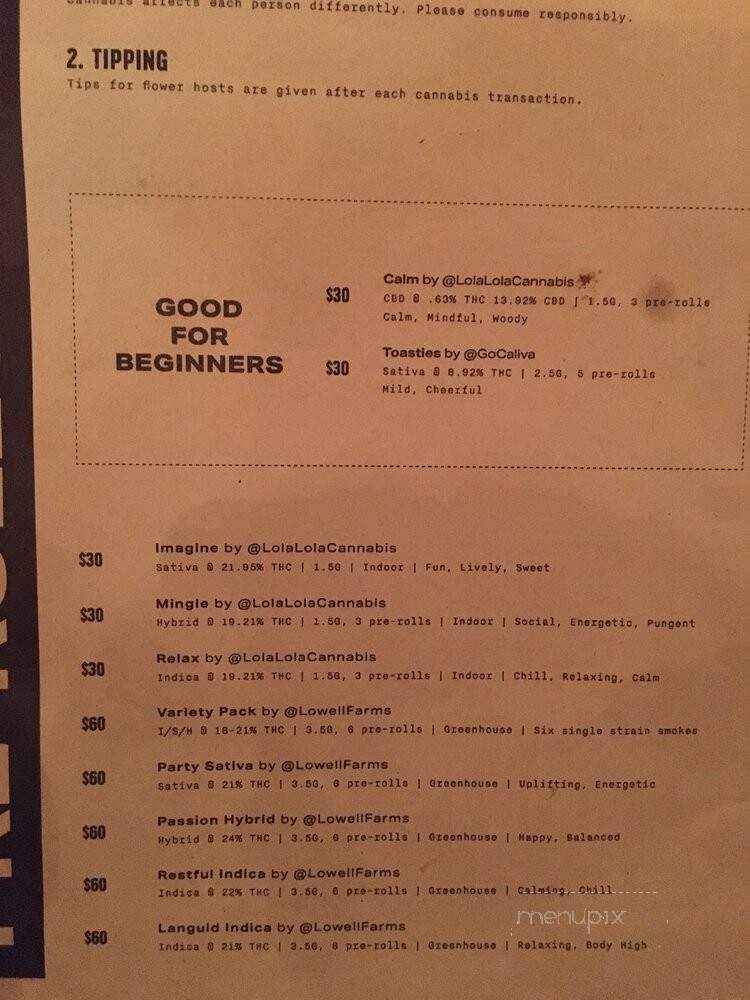 Cannabis affects each person differently. Please consume responsibly.
2. TIPPING
Tips for flower hosts are given after each cannabis transaction.
GOOD
FOR
BEGINNERS
$30
Calm by @LolaLolaCannabis
CBD @ .63% THC 13.92% CBD | 1.5G, 3 pre-rolls
Calm, Mindful, Woody
$30
Toasties by @GoCaliva
Sativa @ 8.92% THC | 2.5G, 5 pre-rolls
Mild, Cheerful
$30
Imagine by @LolaLolaCannabis
Sativa @ 21.95% THC | 1.5G | Indoor | Fun, Lively, Sweet
$30
Mingle by @LolaLolaCannabis
Hybrid @ 19.21% THC | 1.5G, 3 pre-rolls | Indoor | Social, Energetic, Pungent
$30
Relax by @LolaLolaCannabis
Indica @ 19.21% THC | 1.5G, 3 pre-rolls | Indoor | Chill, Relaxing, Calm
$60
Variety Pack by @LowellFarms
I/S/H @ 16-21% THC | 3.5G, 6 pre-rolls | Greenhouse | Six single strain smokes
$60
Party Sativa by @LowellFarms
Sativa @ 21% THC | 3.5G, 6 pre-rolls | Greenhouse | Uplifting, Energetic
$60
Passion Hybrid by @LowellFarms
Hybrid @ 24% THC | 3.5G, 6 pre-rolls | Greenhouse | Happy, Balanced
$60
Restful Indica by @LowellFarms
Indica @ 22% THC | 3.5G, 6 pre-rolls | Greenhouse | Calming, Chill
$60
Languid Indica by @LowellFarms
Indica @ 21% THC | 3.5G, 6 pre-rolls | Greenhouse | Relaxing, Body High
menupix